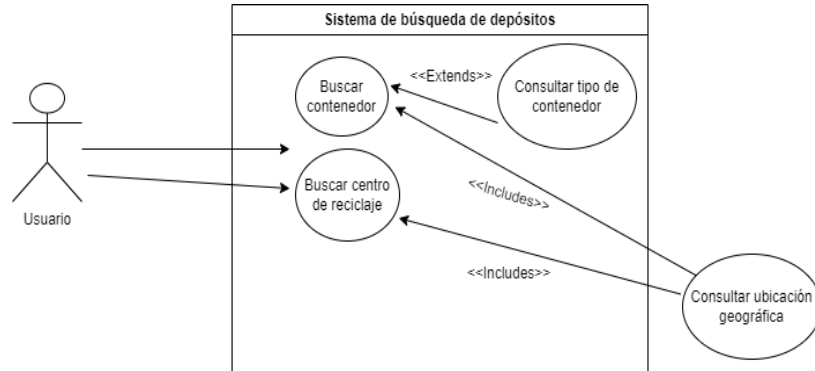 Sistema de búsqueda de depósitos
Buscar
contenedor
<<Extends>>
Consultar tipo de
contenedor
Buscar centro
de reciclaje
<<Includes>>
Usuario
<<Includes>>
Consultar ubicación
geográfica